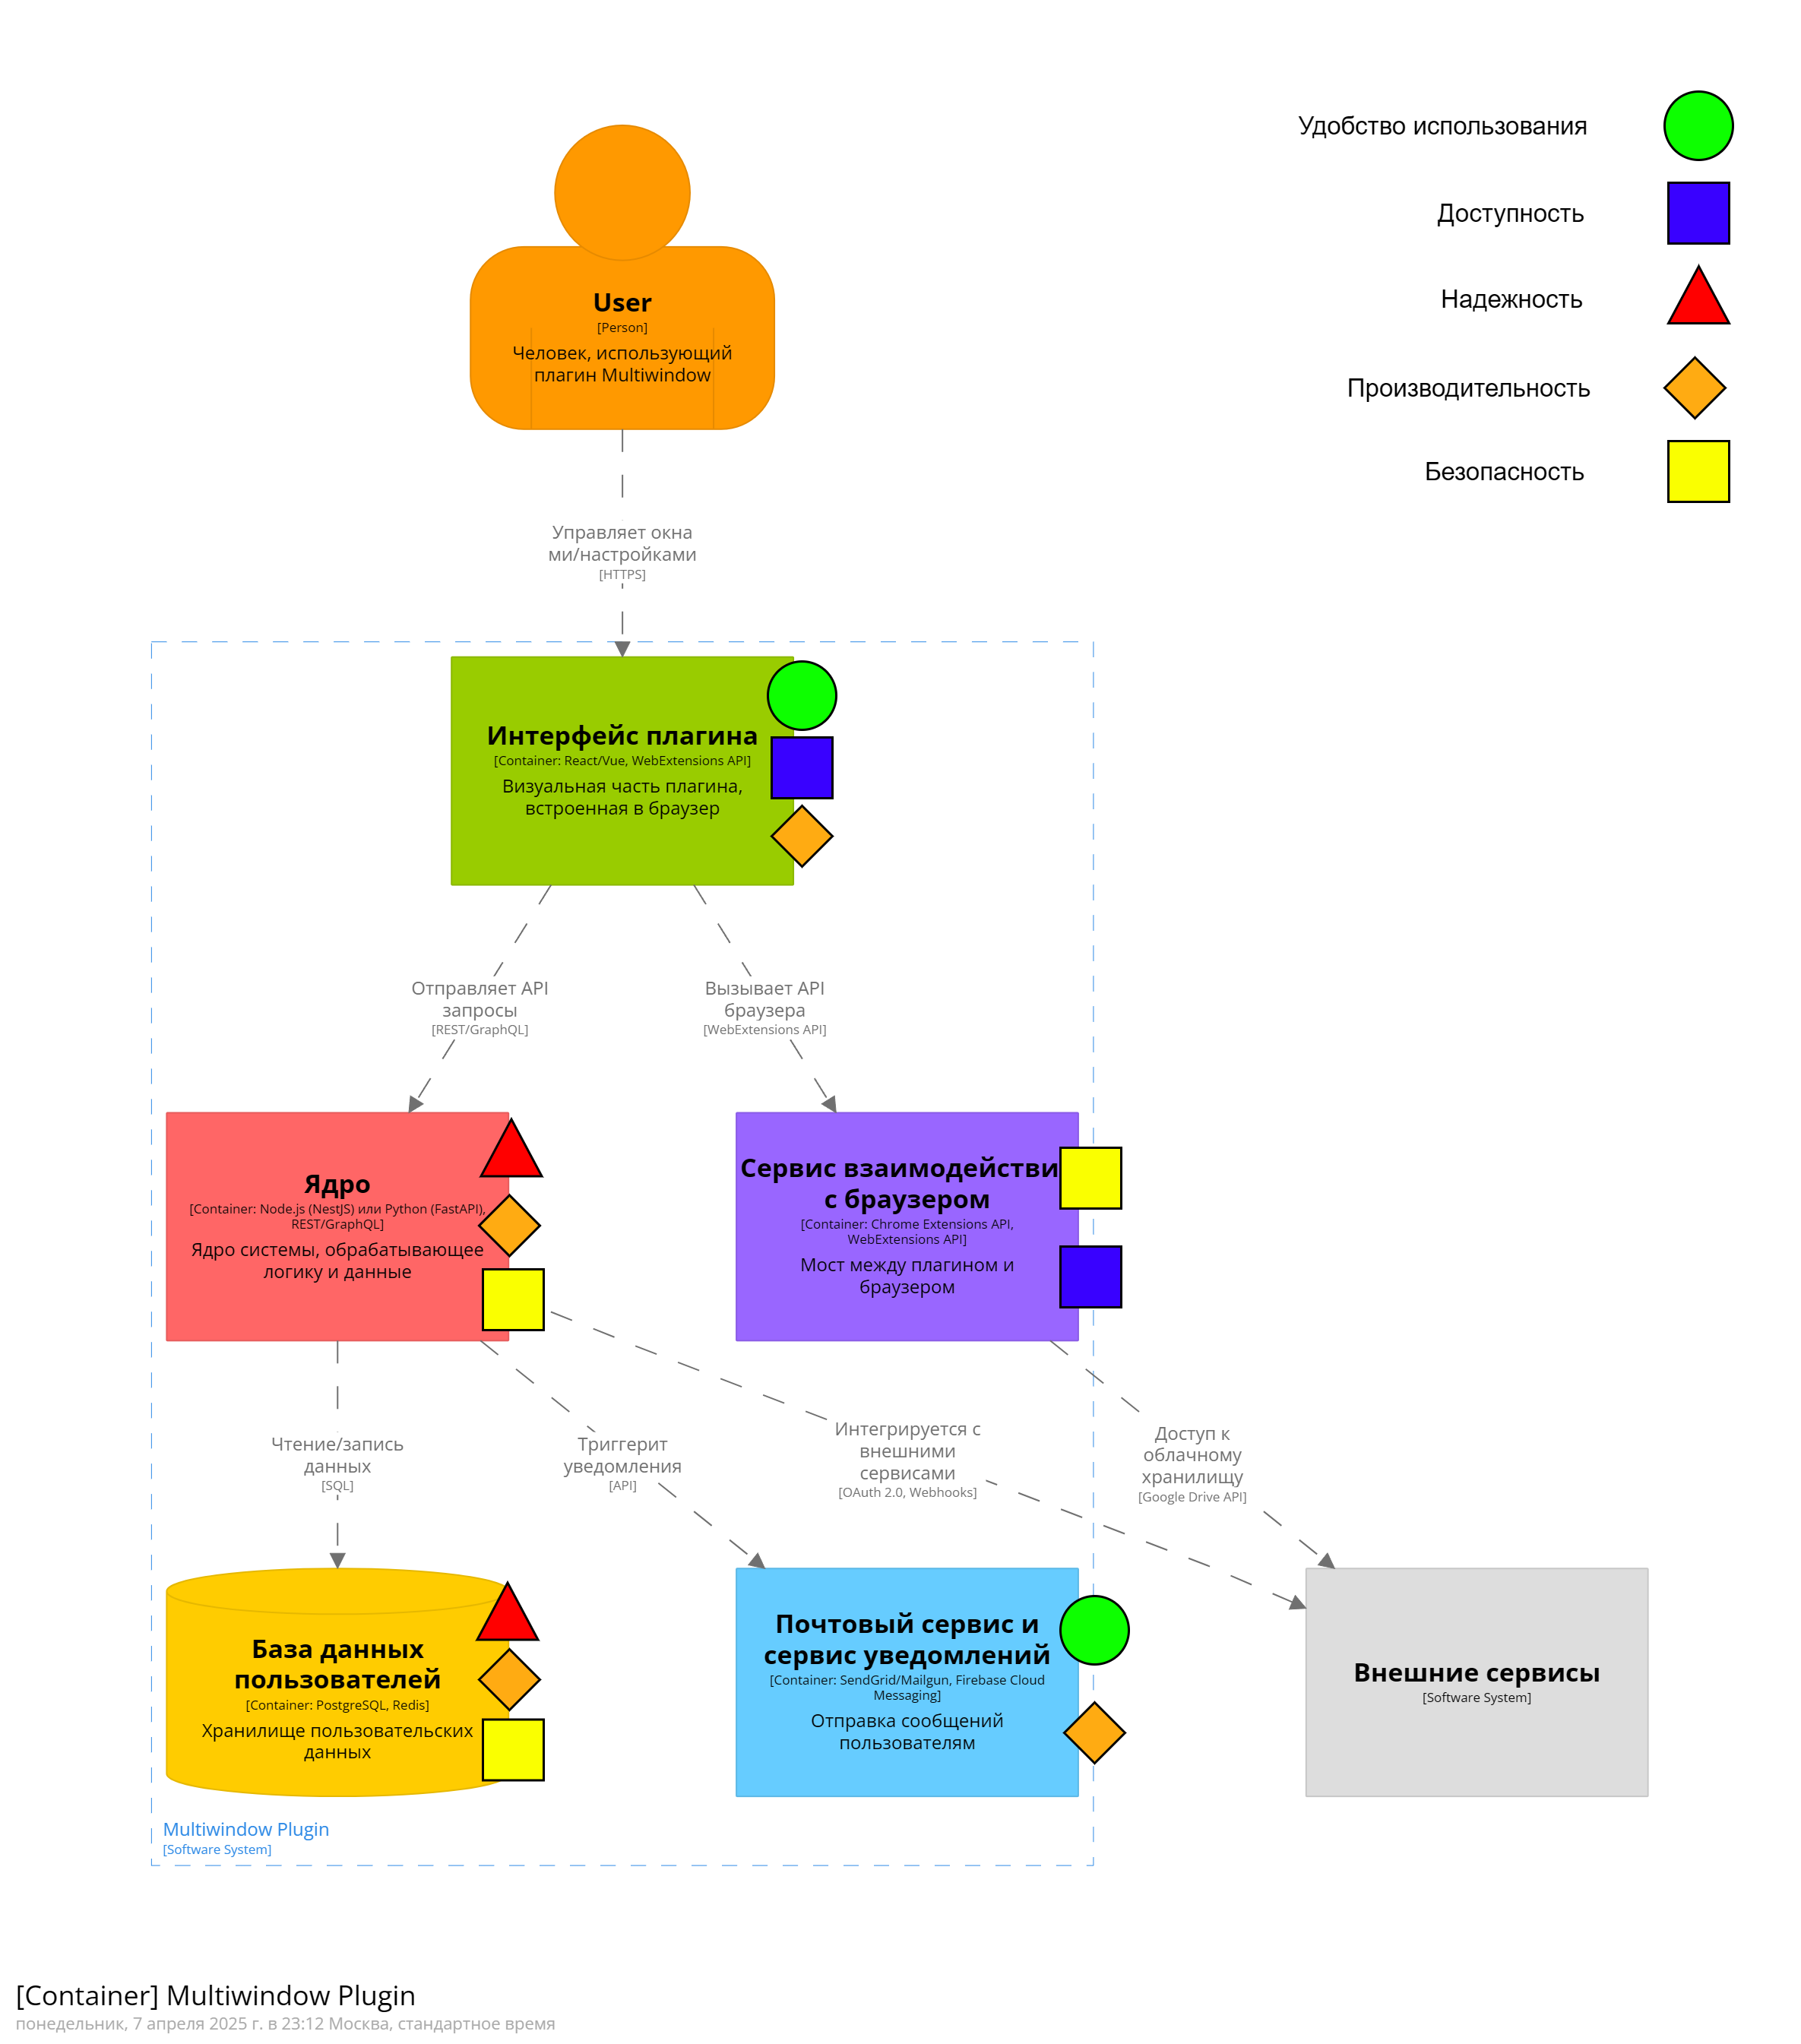 Удобство использования
Доступность
Надежность
Производительность
Безопасность
User
[Person]
Человек, использующий
плагин Multiwindow
Управляет окна
ми/настройками
[HTTPS]
Интерфейс плагина
[Container: React/Vue, WebExtensions API]
Визуальная часть плагина,
встроенная в браузер
Отправляет API
запросы
[REST/GraphQL]
Вызывает API
браузера
[WebExtensions API]
Ядро
[Container: Node.js (NestJS) или Python (FastAPI),
REST/GraphQL]
Ядро системы, обрабатывающее
логику и данные
Сервис взаимодействи
с браузером
[Container: Chrome Extensions API,
WebExtensions API]
Мост между плагином и
браузером
Чтение/запись
данных
[SQL]
Триггерит
уведомления
[API]
Интегрируется с
внешними
сервисами
[OAuth 2.0, Webhooks]
Доступ к
облачному
хранилищу
[Google Drive API]
База данных
пользователей
[Container: PostgreSQL, Redis]
Хранилище пользовательских
данных
Почтовый сервис и
сервис уведомлений
[Container: SendGrid/Mailgun, Firebase Cloud
Messaging]
Отправка сообщений
пользователям
Внешние сервисы
[Software System]
Multiwindow Plugin
[Software System]
[Container] Multiwindow Plugin
понедельник, 7 апреля 2025 г. в 23:12 Москва, стандартное время